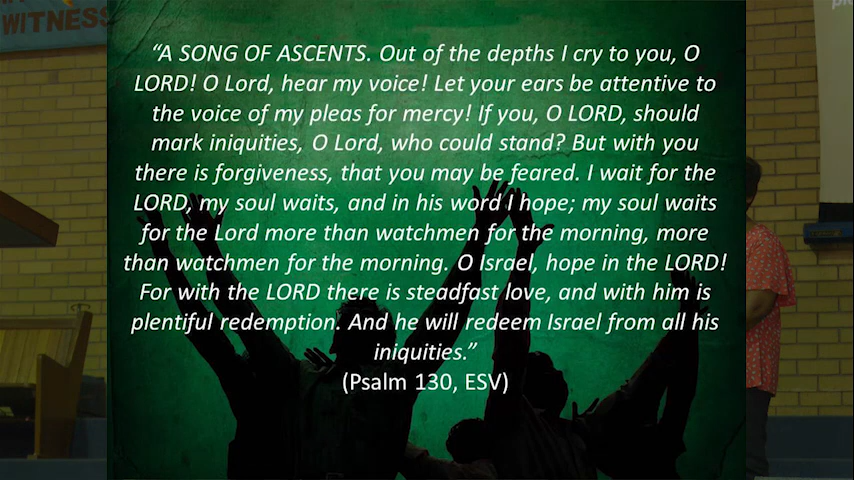 WITNESS
“A SONG OF ASCENTS. Out of the depths I cry to you, O
LORD! O Lord, hear my voice! Let your ears be attentive to
the voice of my pleas for mercy! If you, O LORD, should
mark iniquities, O Lord, who could stand? But with you
there is forgiveness, that you may be feared. I wait for the
LORD, my soul waits, and in his word I hope; my soul waits
for the Lord more than watchmen for the morning, more
than watchmen for the morning. O Israel, hope in the LORD!
For with the LORD there is steadfast love, and with him is
plentiful redemption. And he will redeem Israel from all his
iniquities.”
(Psalm 130, ESV)